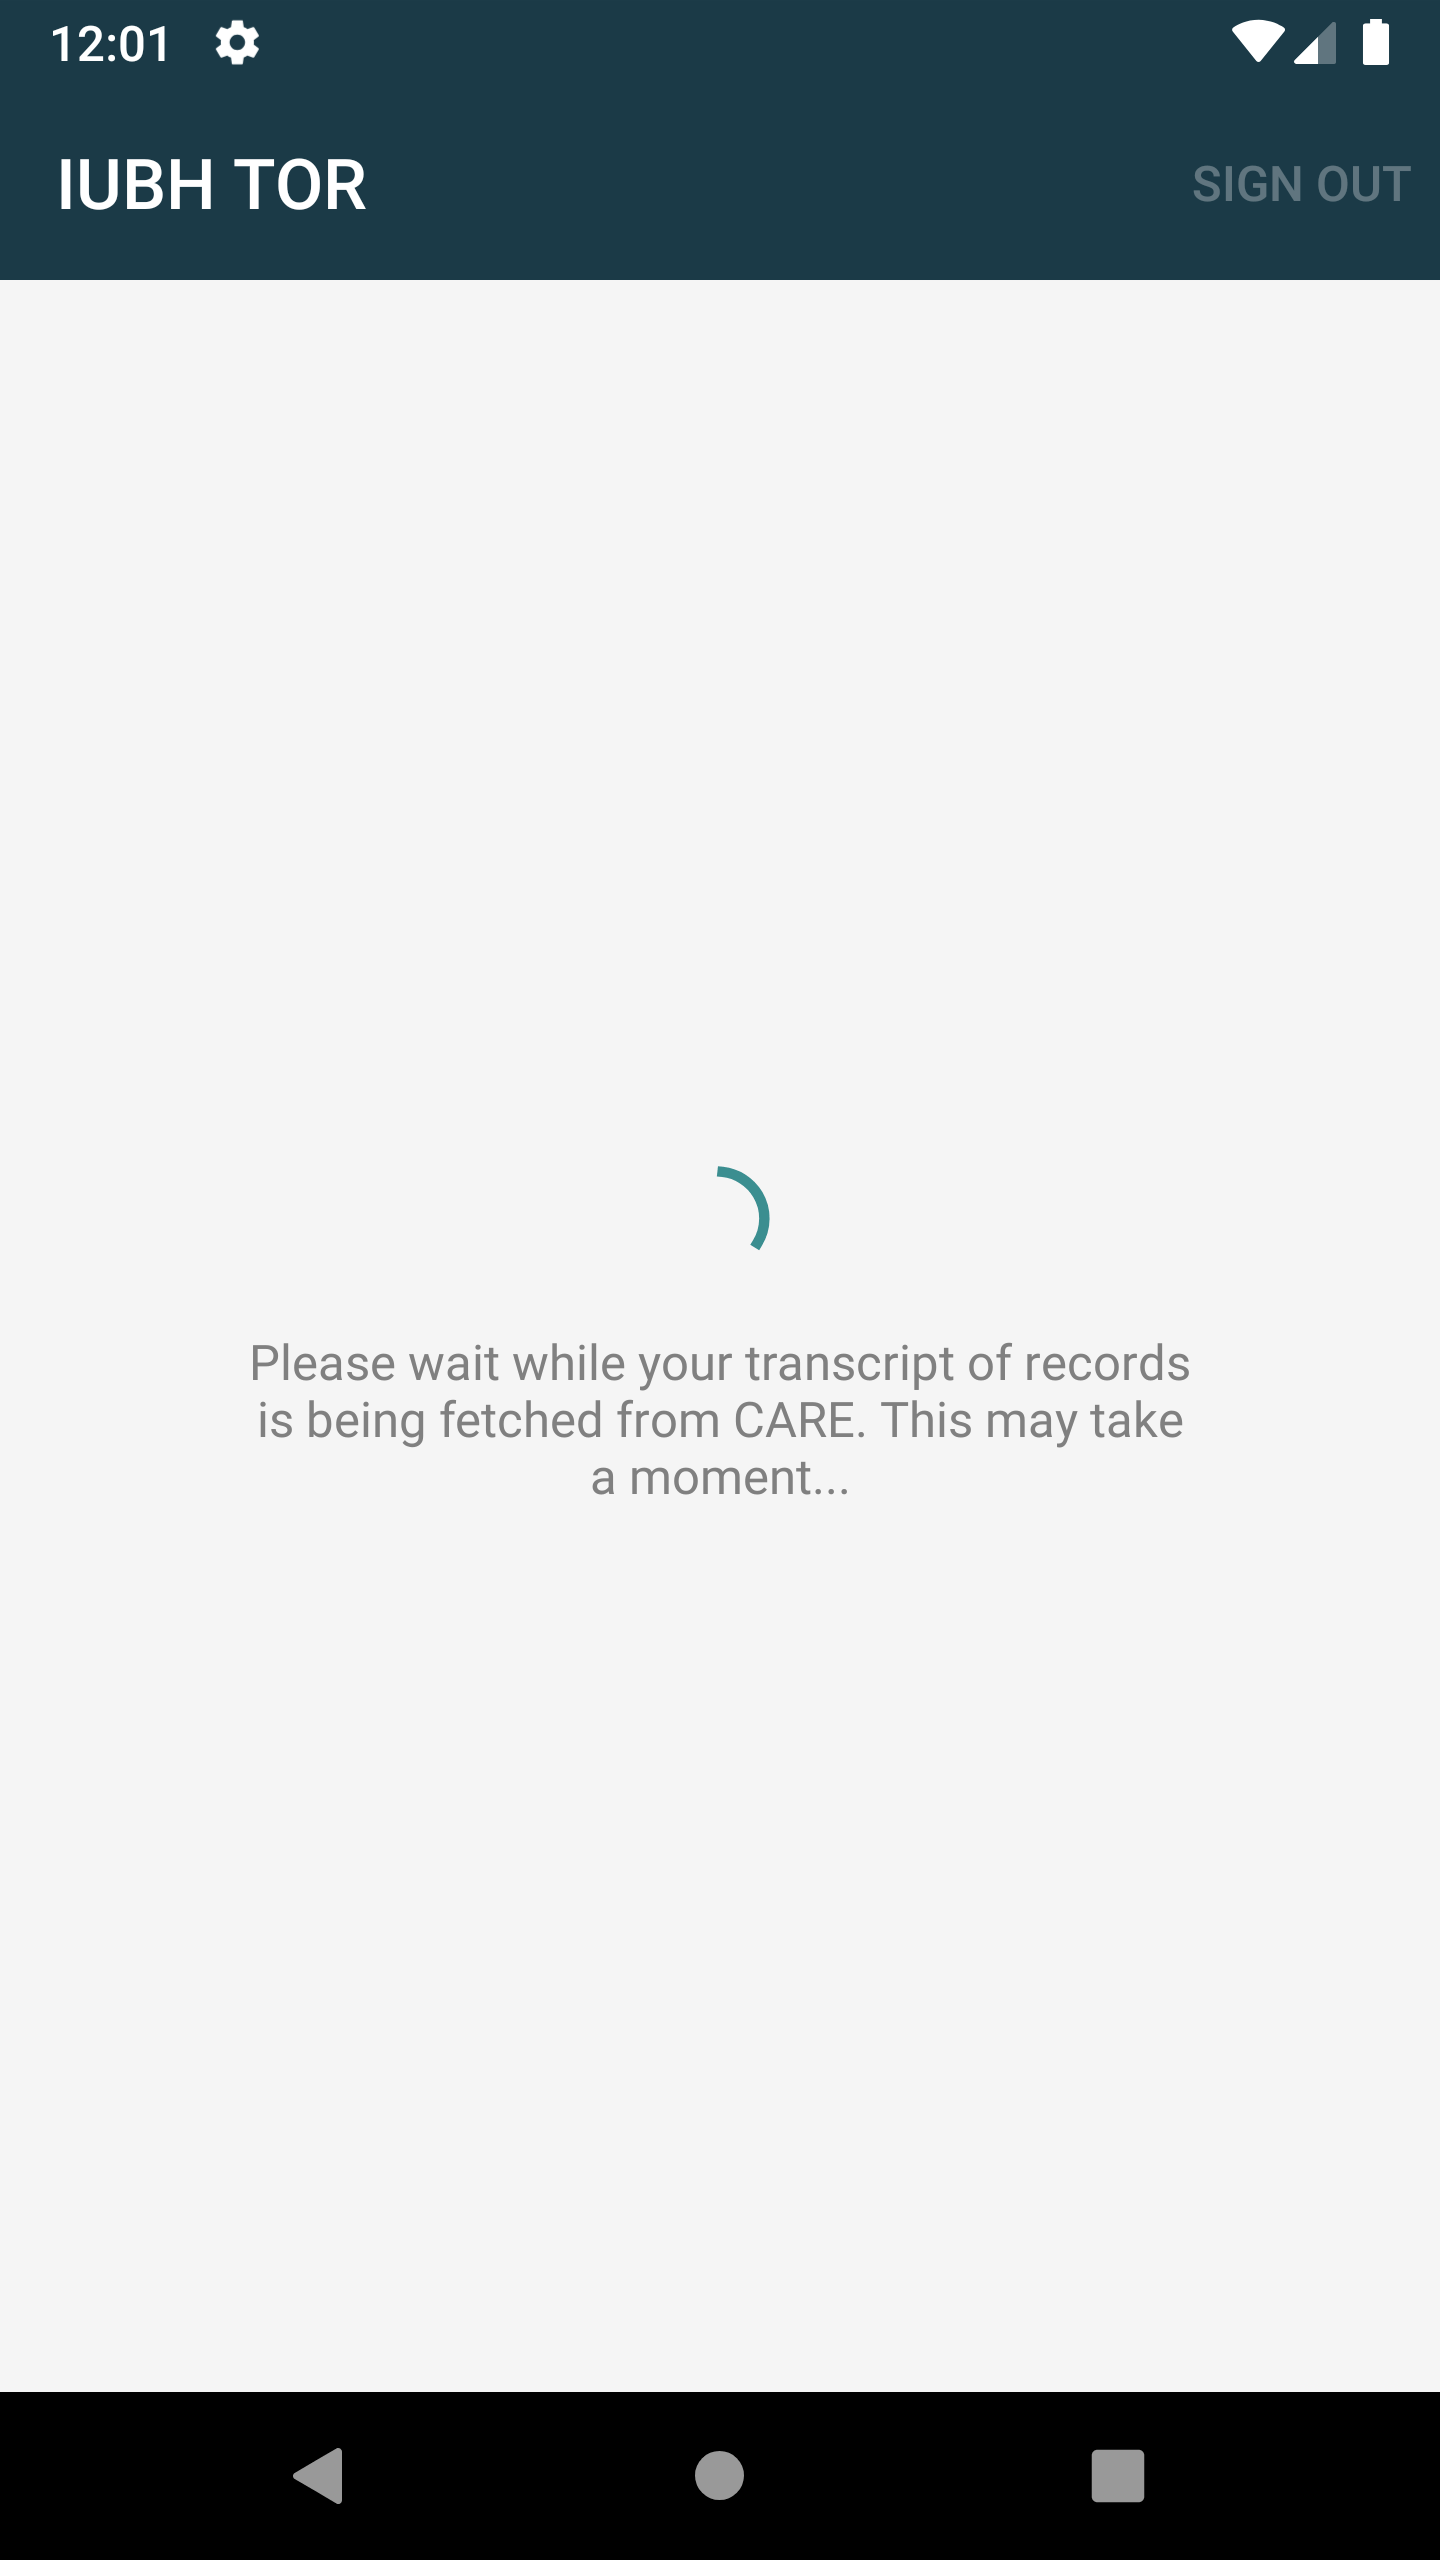 12:01
IUBH TOR
SIGN OUT
Please wait while your transcript of records
is being fetched from CARE. This may take
a moment...